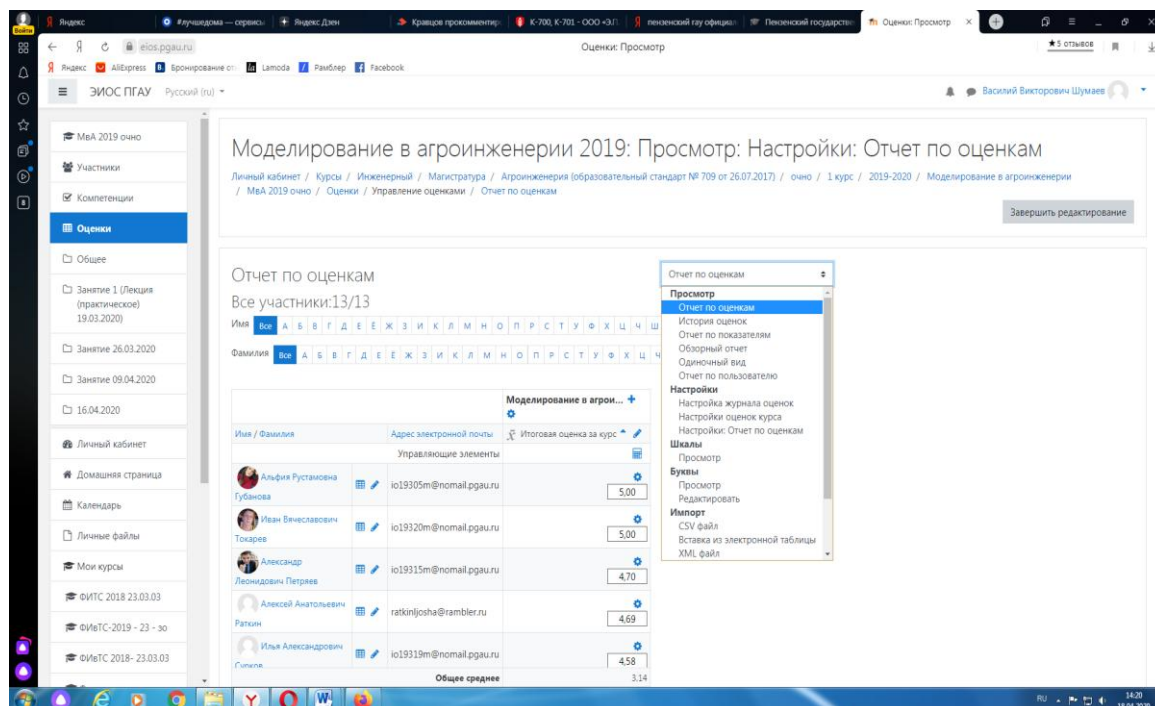 Войти
Яндекс
#лучшедома — сервисы
Яндекс Дзен
Кравцов прокомментиро
К-700, К-701 - ООО «З.Л
пензенский гау официал
Пензенский государстве
Оценки: Просмотр
eios.pgau.ru
Оценки: Просмотр
★5 отзывов
Яндекс AliExpress Бронирование от Lamoda Рамблер Facebook
ЭИОС ПГАУ Русский (ru)
Василий Викторович Шумаев
МвА 2019 очно
Участники
Компетенции
Оценки
Общее
Занятие 1 (Лекция
(практическое)
19.03.2020)
Занятие 26.03.2020
Занятие 09.04.2020
16.04.2020
Личный кабинет
Домашняя страница
Календарь
Личные файлы
Мои курсы
ФИТС 2018 23.03.03
ФИвТС-2019 - 23 - зо
ФИвТС 2018- 23.03.03
Моделирование в агроинженерии 2019: Просмотр: Настройки: Отчет по оценкам
Личный кабинет / Курсы / Инженерный / Магистратура / Агроинженерия (образовательный стандарт № 709 от 26.07.2017) / очно / 1 курс / 2019-2020 / Моделирование в агроинженерии
/ МвА 2019 очно / Оценки / Управление оценками / Отчет по оценкам
Завершить редактирование
Отчет по оценкам
Все участники:13/13
Имя Все А Б В Г Д Е Ё Ж З И К Л М Н О П Р С Т У Ф Х Ц Ч Ш
Фамилия Все А Б В Г Д Е Ё Ж З И К Л М Н О П Р С Т У Ф Х Ц Ч
Моделирование в агрои...
Имя / Фамилия Адрес электронной почты Итоговая оценка за курс
Управляющие элементы
Альфия Рустамовна
Губанова
io19305m@nomail.pgau.ru
5,00
Иван Вячеславович
Токарев
io19320m@nomail.pgau.ru
5,00
Александр
Леонидович Петряев
io19315m@nomail.pgau.ru
4,70
Алексей Анатольевич
Раткин
ratkinljosha@rambler.ru
4,69
Илья Александрович
io19319m@nomail.pgau.ru
4,58
Общее среднее 3,14
Отчет по оценкам
Просмотр
Отчет по оценкам
История оценок
Отчет по показателям
Обзорный отчет
Одиночный вид
Отчет по пользователю
Настройки
Настройка журнала оценок
Настройки оценок курса
Настройки: Отчет по оценкам
Шкалы
Просмотр
Буквы
Просмотр
Редактировать
Импорт
CSV файл
Вставка из электронной таблицы
XML файл
RU
14:20
18.04.2020